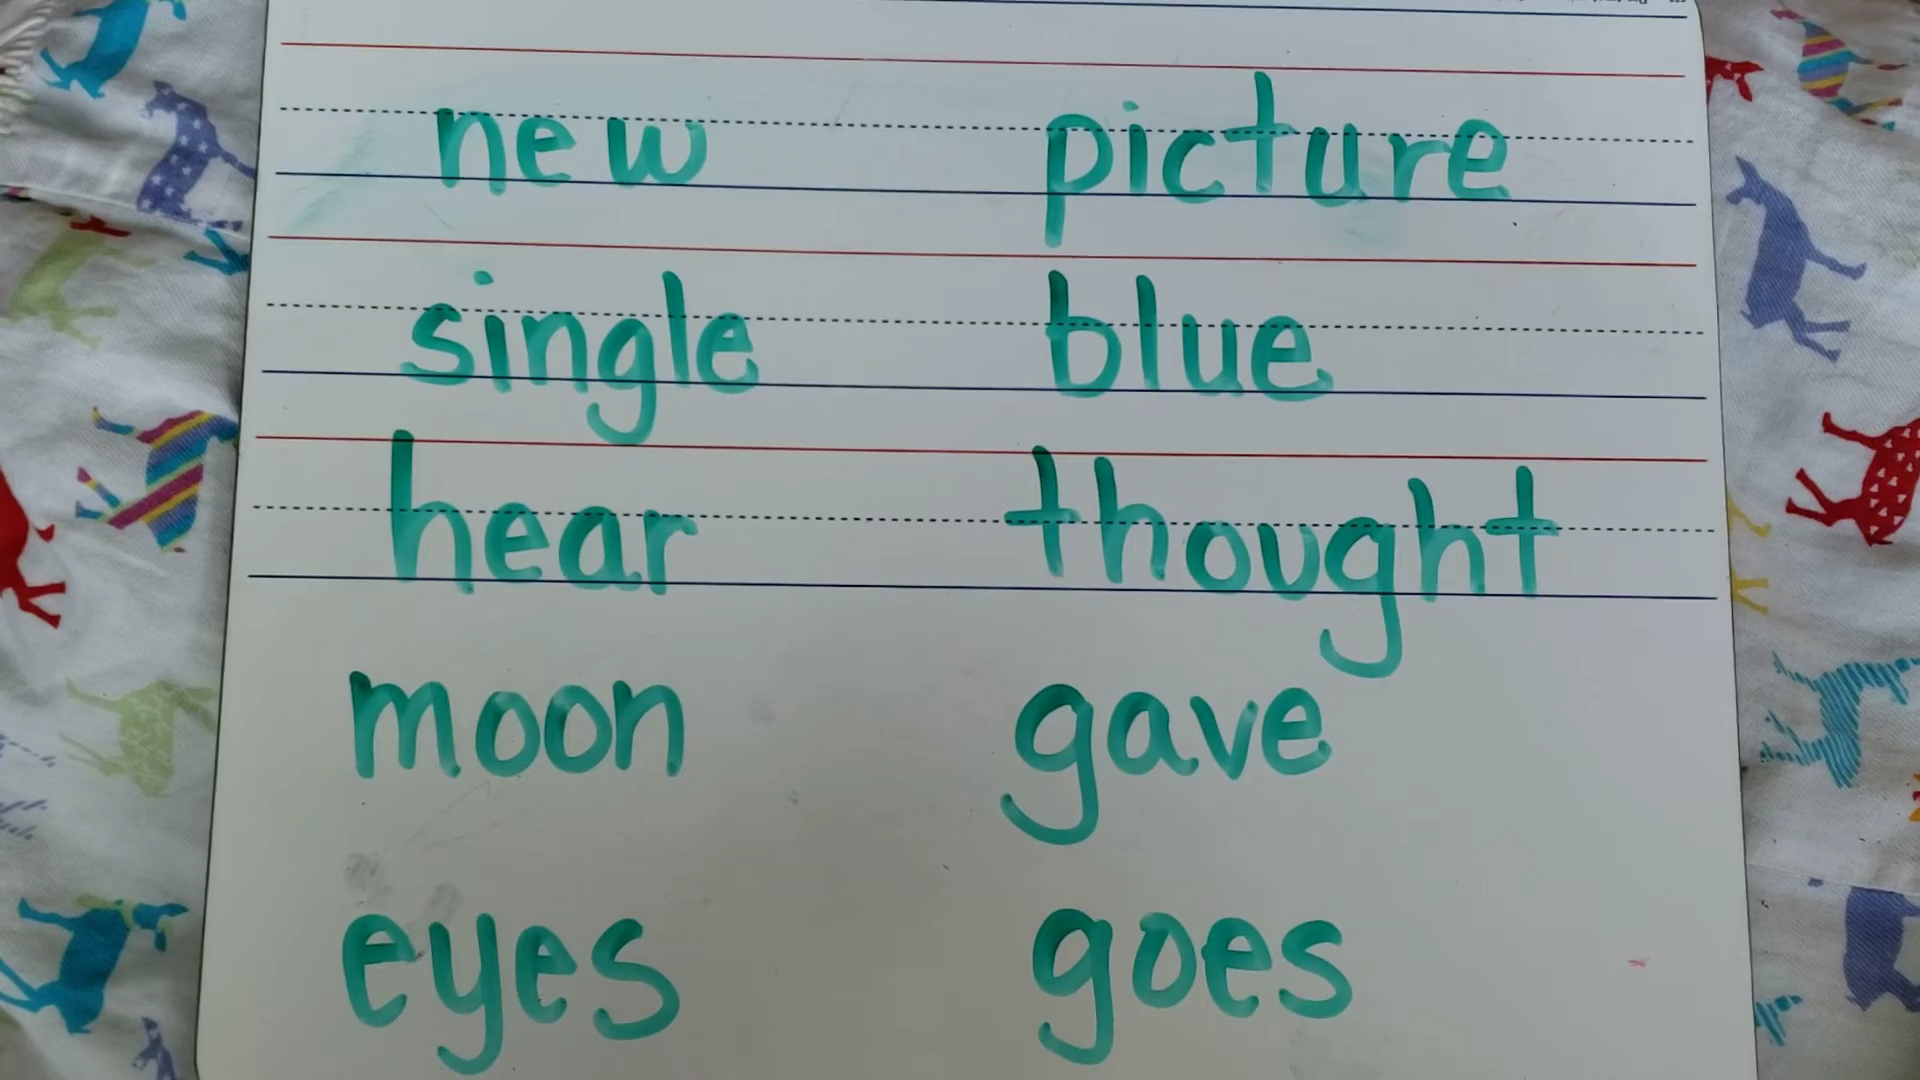 new picture
single blue
hear thought
moon gave
eyes goes